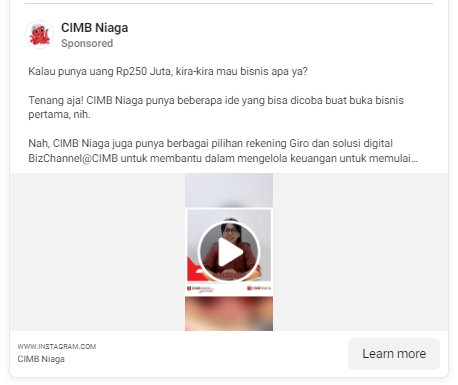 CIMB Niaga
Sponsored
Kalau punya uang Rp250 Juta, kira-kira mau bisnis apa ya?
Tenang aja! CIMB Niaga punya beberapa ide yang bisa dicoba buat buka bisnis
pertama, nih.
Nah, CIMB Niaga juga punya berbagai pilihan rekening Giro dan solusi digital
BizChannel@CIMB untuk membantu dalam mengelola keuangan untuk memulai...
CIMB NIAGA
WWW.INSTAGRAM.COM
CIMB Niaga
Learn more